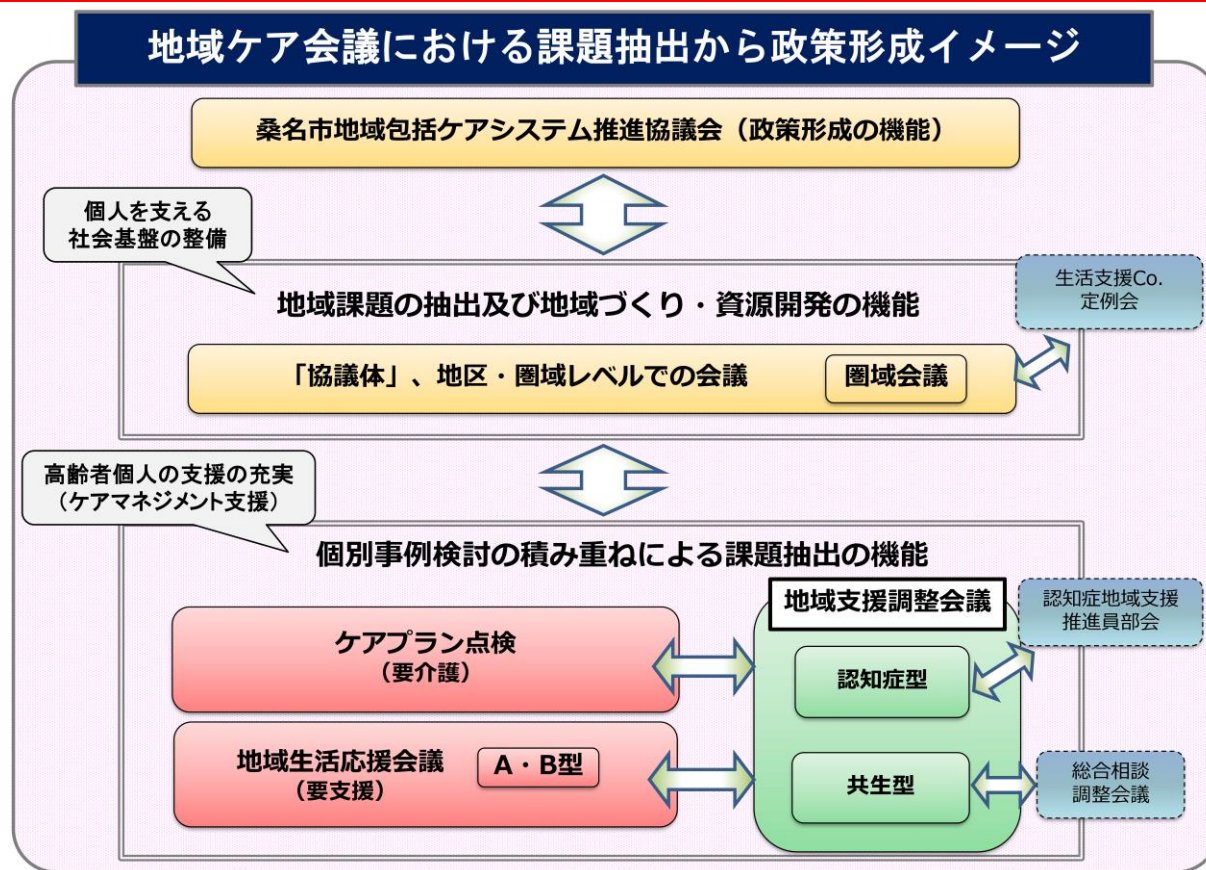 地域ケア会議における課題抽出から政策形成イメージ
桑名市地域包括ケアシステム推進協議会（政策形成の機能）
個人を支える
社会基盤の整備
地域課題の抽出及び地域づくり・資源開発の機能
生活支援Co.
定例会
「協議体」、地区・圏域レベルでの会議
圏域会議
高齢者個人の支援の充実
（ケアマネジメント支援）
個別事例検討の積み重ねによる課題抽出の機能
ケアプラン点検
（要介護）
地域生活応援会議
（要支援）
A・B型
地域支援調整会議
認知症型
共生型
認知症地域支援
推進員部会
総合相談
調整会議